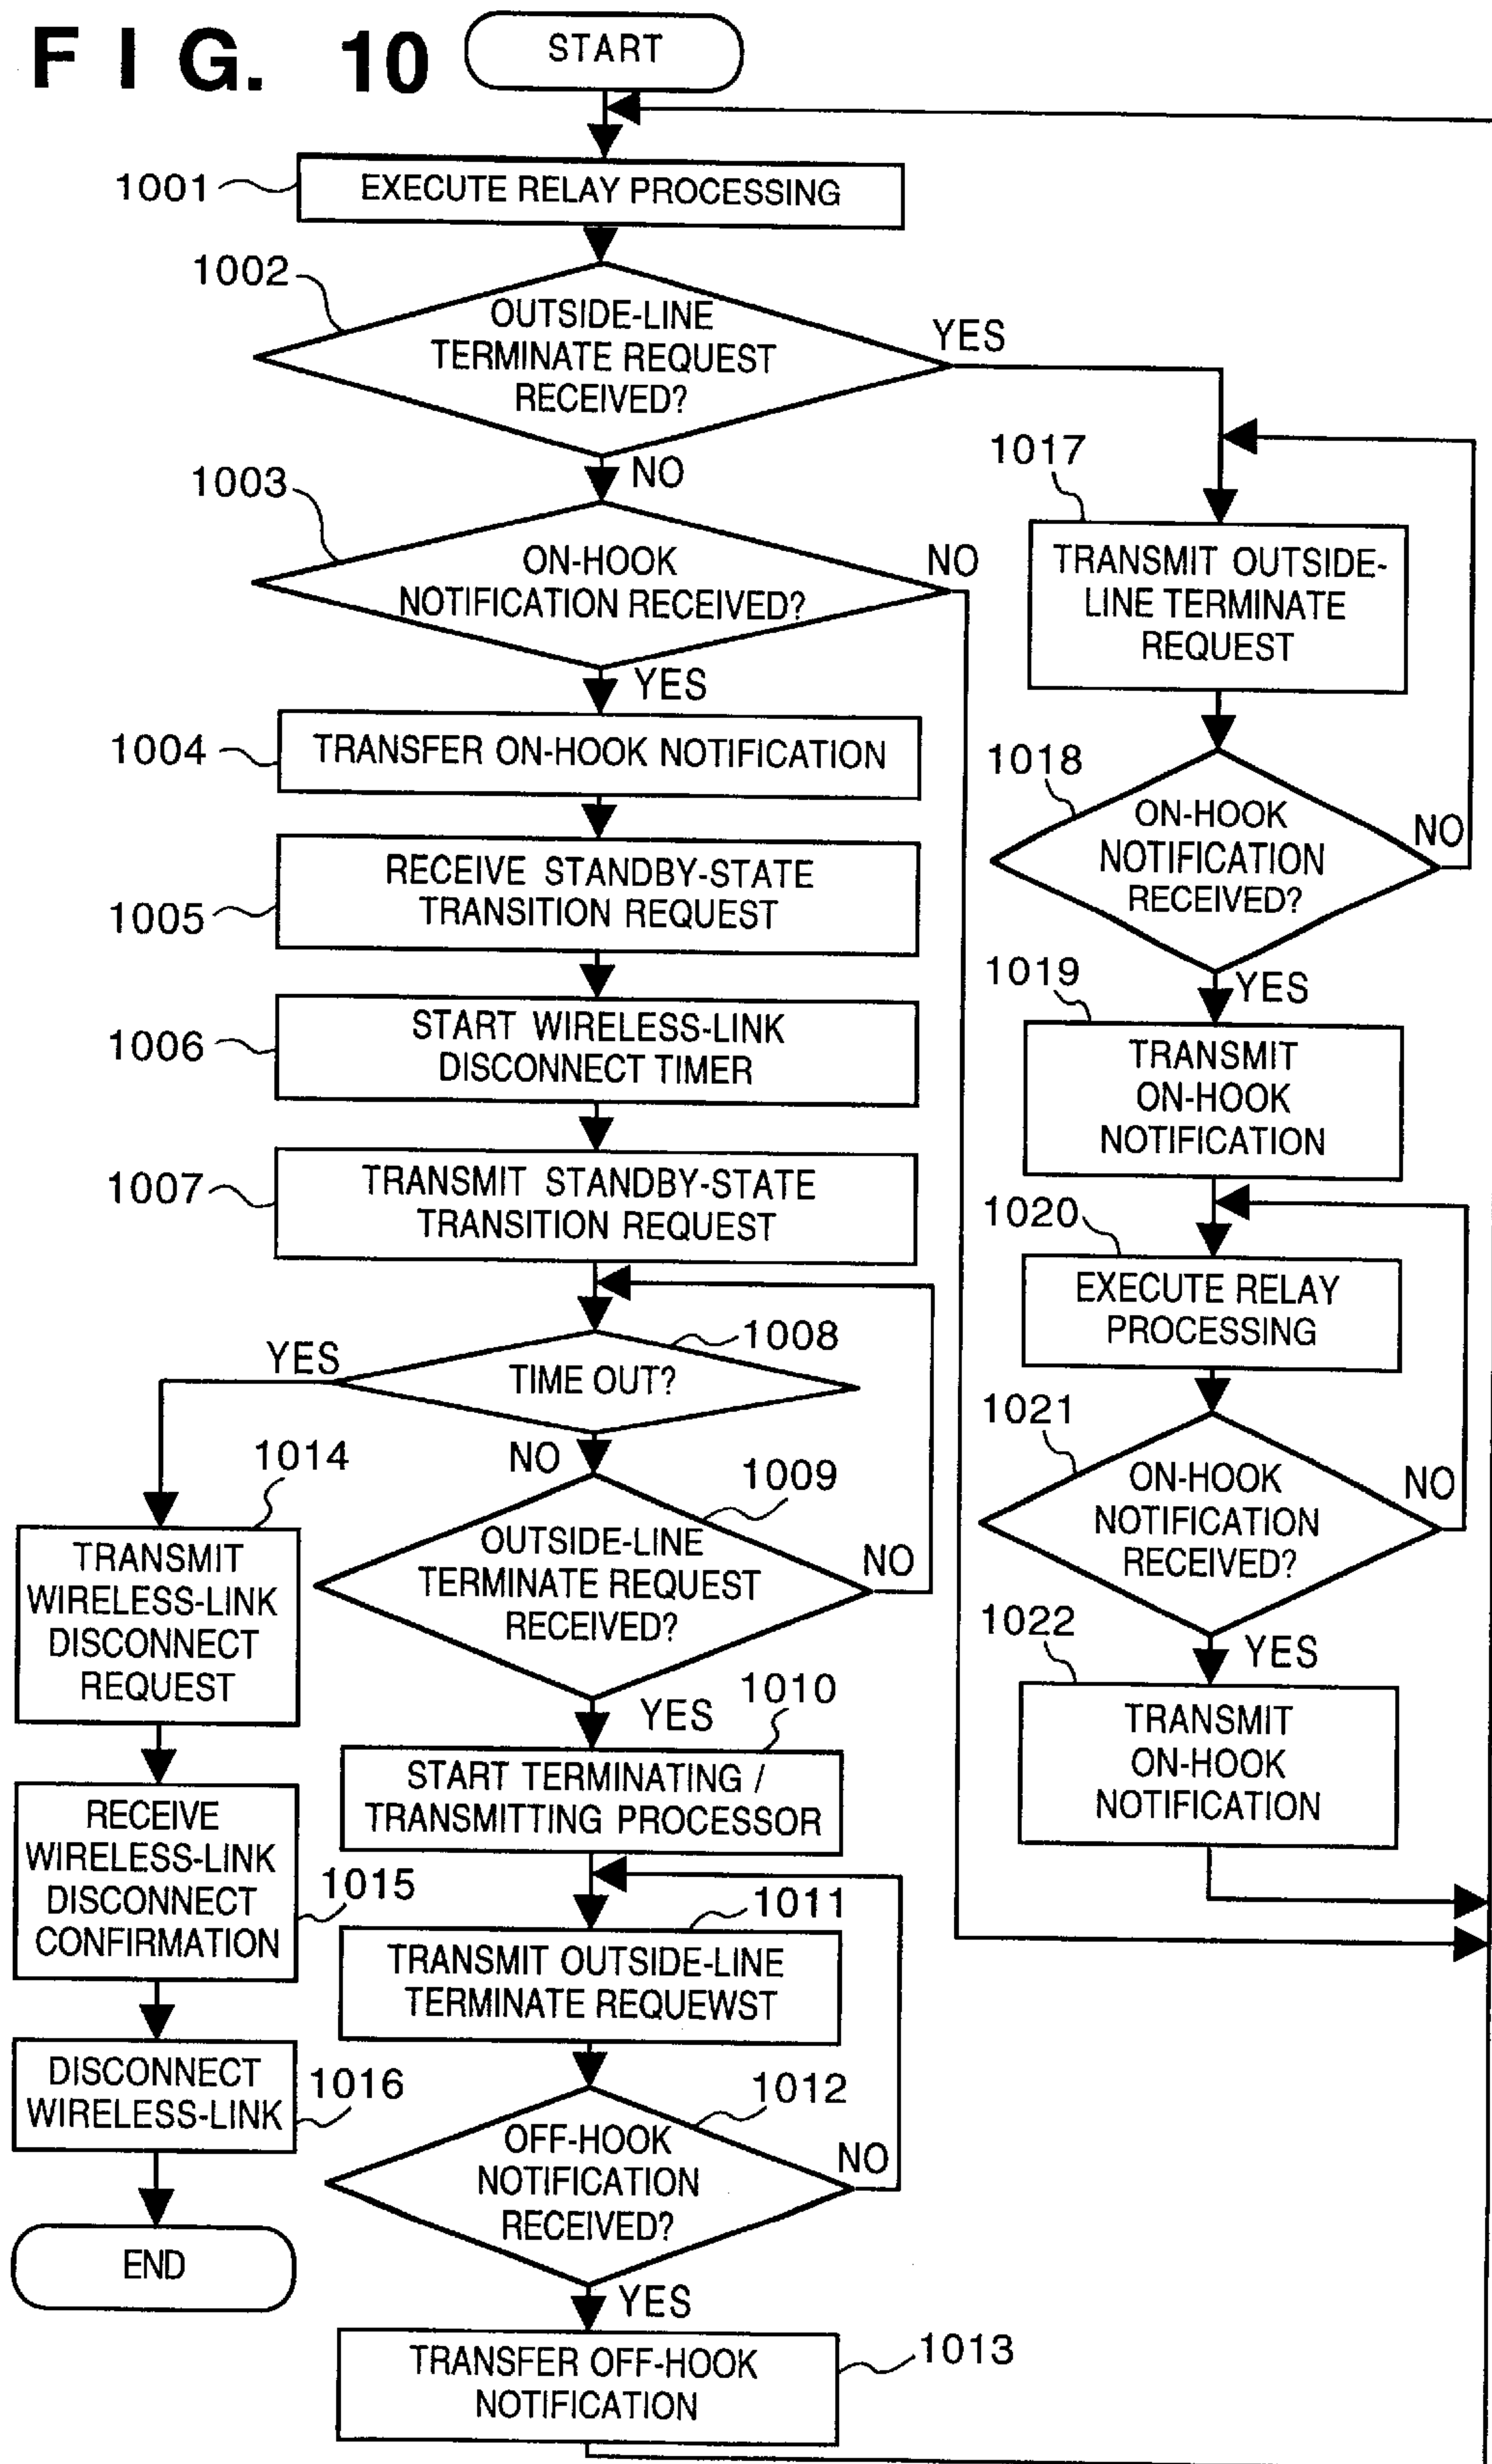 FIG. 10
START
1001
EXECUTE RELAY PROCESSING
1002
OUTSIDE-LINE
TERMINATE REQUEST
RECEIVED?
YES
NO
1003
ON-HOOK
NOTIFICATION RECEIVED?
NO
YES
1004
TRANSFER ON-HOOK NOTIFICATION
1005
RECEIVE STANDBY-STATE
TRANSITION REQUEST
1006
START WIRELESS-LINK
DISCONNECT TIMER
1007
TRANSMIT STANDBY-STATE
TRANSITION REQUEST
1008
TIME OUT?
YES
NO
1009
OUTSIDE-LINE
TERMINATE REQUEST
RECEIVED?
NO
YES
1010
START TERMINATING /
TRANSMITTING PROCESSOR
1011
TRANSMIT OUTSIDE-LINE
TERMINATE REQUEWST
1012
OFF-HOOK
NOTIFICATION
RECEIVED?
NO
YES
1013
TRANSFER OFF-HOOK
NOTIFICATION
1014
TRANSMIT
WIRELESS-LINK
DISCONNECT
REQUEST
1015
RECEIVE
WIRELESS-LINK
DISCONNECT
CONFIRMATION
1016
DISCONNECT
WIRELESS-LINK
END
1017
TRANSMIT OUTSIDE-
LINE TERMINATE
REQUEST
1018
ON-HOOK
NOTIFICATION
RECEIVED?
NO
YES
1019
TRANSMIT
ON-HOOK
NOTIFICATION
1020
EXECUTE RELAY
PROCESSING
1021
ON-HOOK
NOTIFICATION
RECEIVED?
NO
YES
1022
TRANSMIT
ON-HOOK
NOTIFICATION